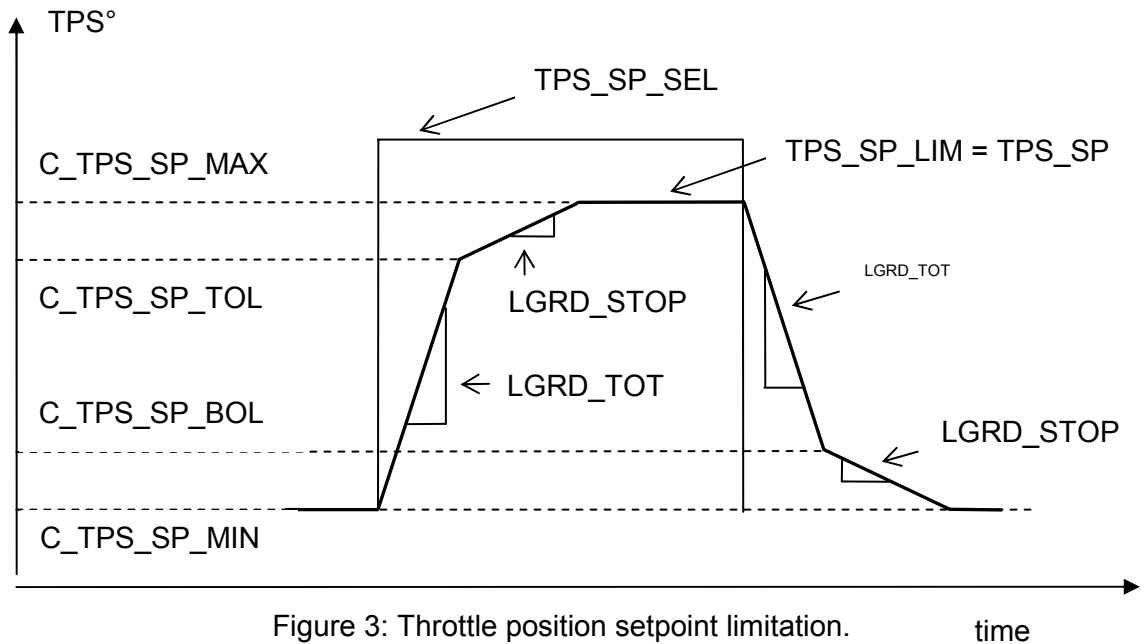 TPS°
TPS_SP_SEL
C_TPS_SP_MAX
TPS_SP_LIM = TPS_SP
LGRD_TOT
C_TPS_SP_TOL
LGRD_STOP
LGRD_TOT
C_TPS_SP_BOL
LGRD_STOP
C_TPS_SP_MIN
Figure 3: Throttle position setpoint limitation.
time